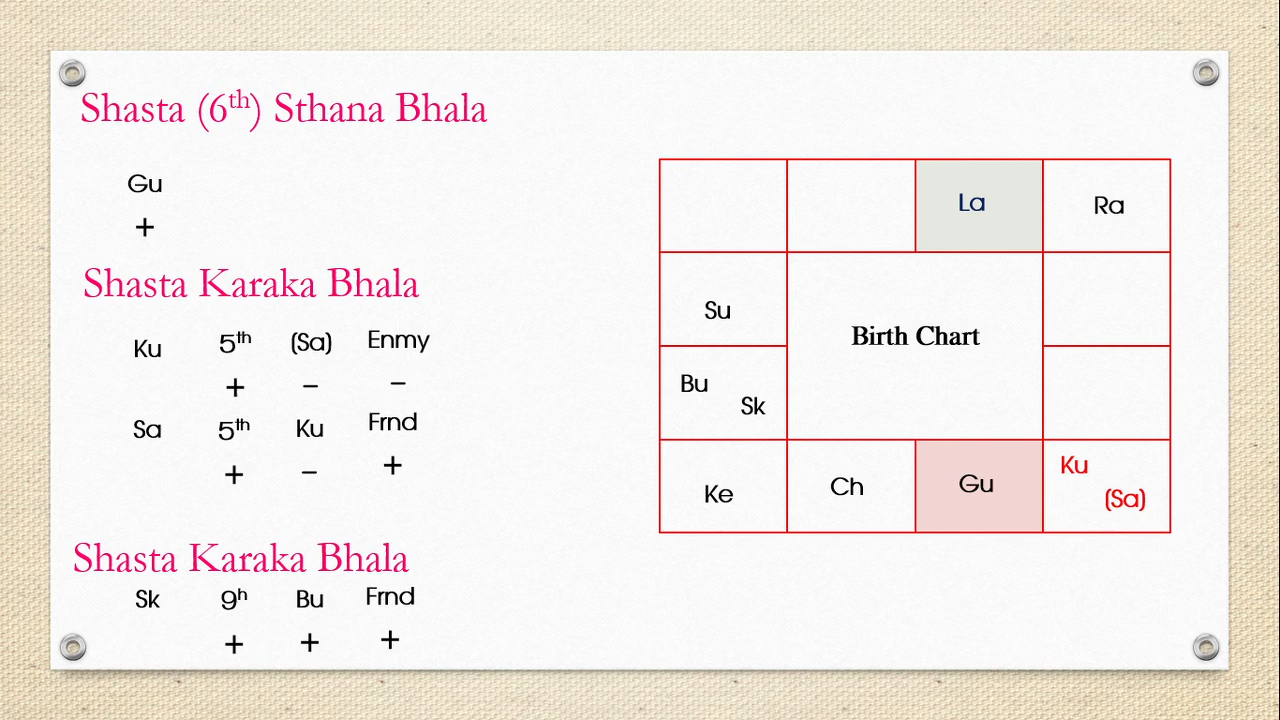 Shasta (6th) Sthana Bhala
Gu
+
Shasta Karaka Bhala
Ku 5th (Sa) Enmy
+ – –
Sa 5th Ku Frnd
+ – +
Shasta Karaka Bhala
Sk 9h Bu Frnd
+ + +
La Ra
Su
Birth Chart
Bu
Sk
Ke Ch Gu Ku
(Sa)